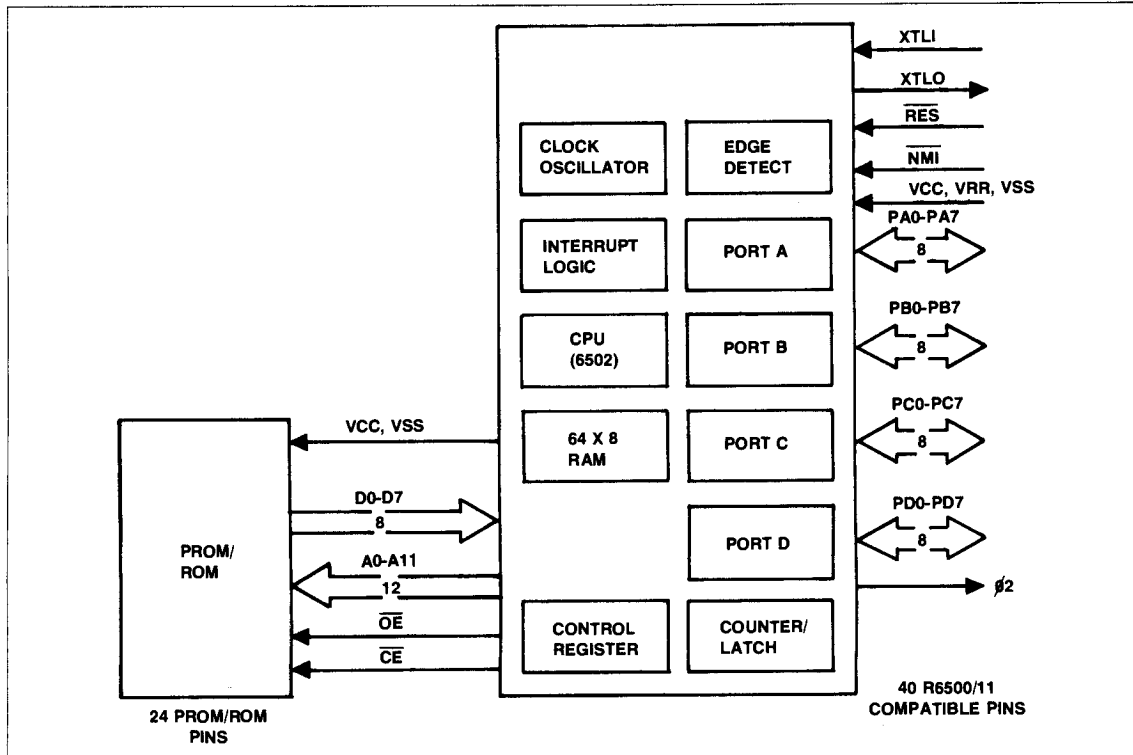 XTLI
XTLO
RES
NMI
VCC, VRR, VSS
CLOCK
OSCILLATOR
EDGE
DETECT
INTERRUPT
LOGIC
PORT A
PA0-PA7
8
CPU
(6502)
PORT B
PB0-PB7
8
64 X 8
RAM
PORT C
PC0-PC7
8
PORT D
PD0-PD7
8
ø2
CONTROL
REGISTER
COUNTER/
LATCH
40 R6500/11
COMPATIBLE PINS
VCC, VSS
D0-D7
8
A0-A11
12
OE
CE
PROM/
ROM
24 PROM/ROM
PINS